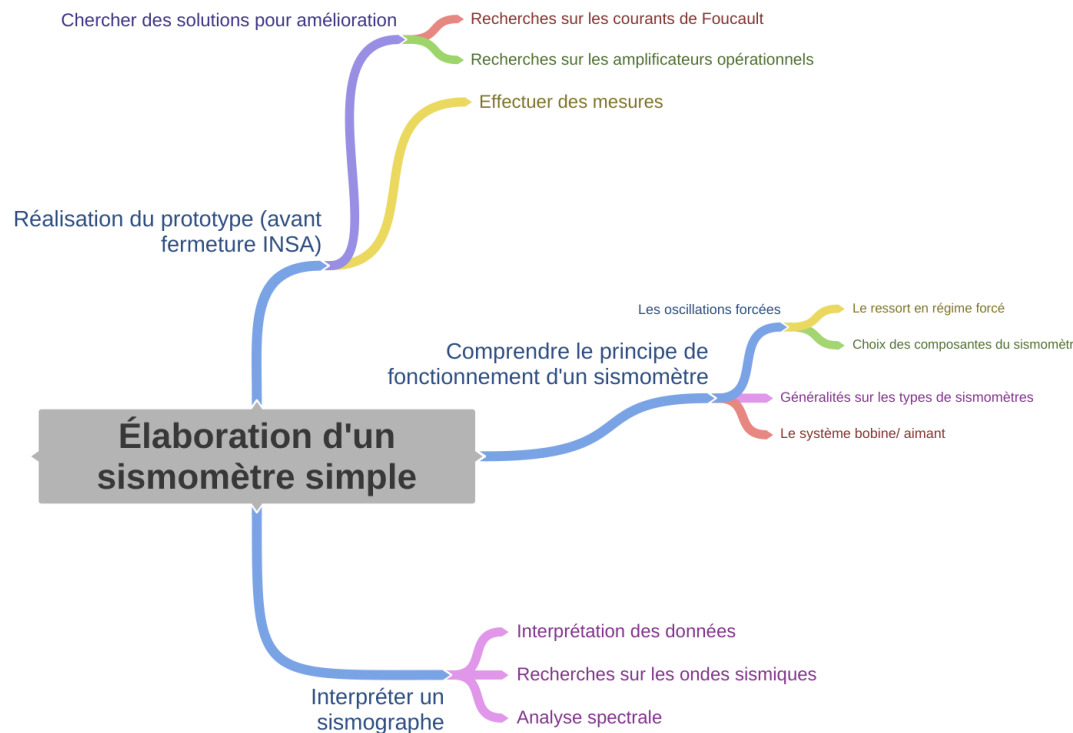 Chercher des solutions pour amélioration
Recherches sur les courants de Foucault
Recherches sur les amplificateurs opérationnels
Effectuer des mesures
Réalisation du prototype (avant
fermeture INSA)
Les oscillations forcées
Le ressort en régime forcé
Choix des composantes du sismomètr
Comprendre le principe de
fonctionnement d'un sismomètre
Généralités sur les types de sismomètres
Le système bobine/ aimant
Élaboration d'un
sismomètre simple
Interprétation des données
Recherches sur les ondes sismiques
Analyse spectrale
Interpréter un
sismographe